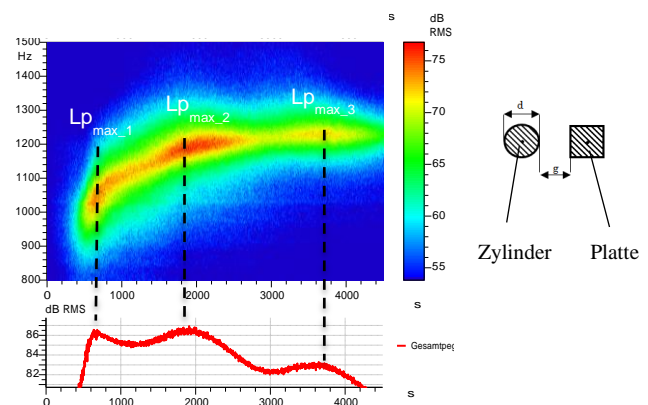 s
dB
RMS
1500
Hz
1400
1300
1200
1100
1000
900
800
Lp
max_1
Lp
max_2
Lp
max_3
75
70
65
60
55
0
1000
2000
3000
4000
s
dB RMS
86
84
82
0
1000
2000
3000
4000
s
d
g
Zylinder
Platte